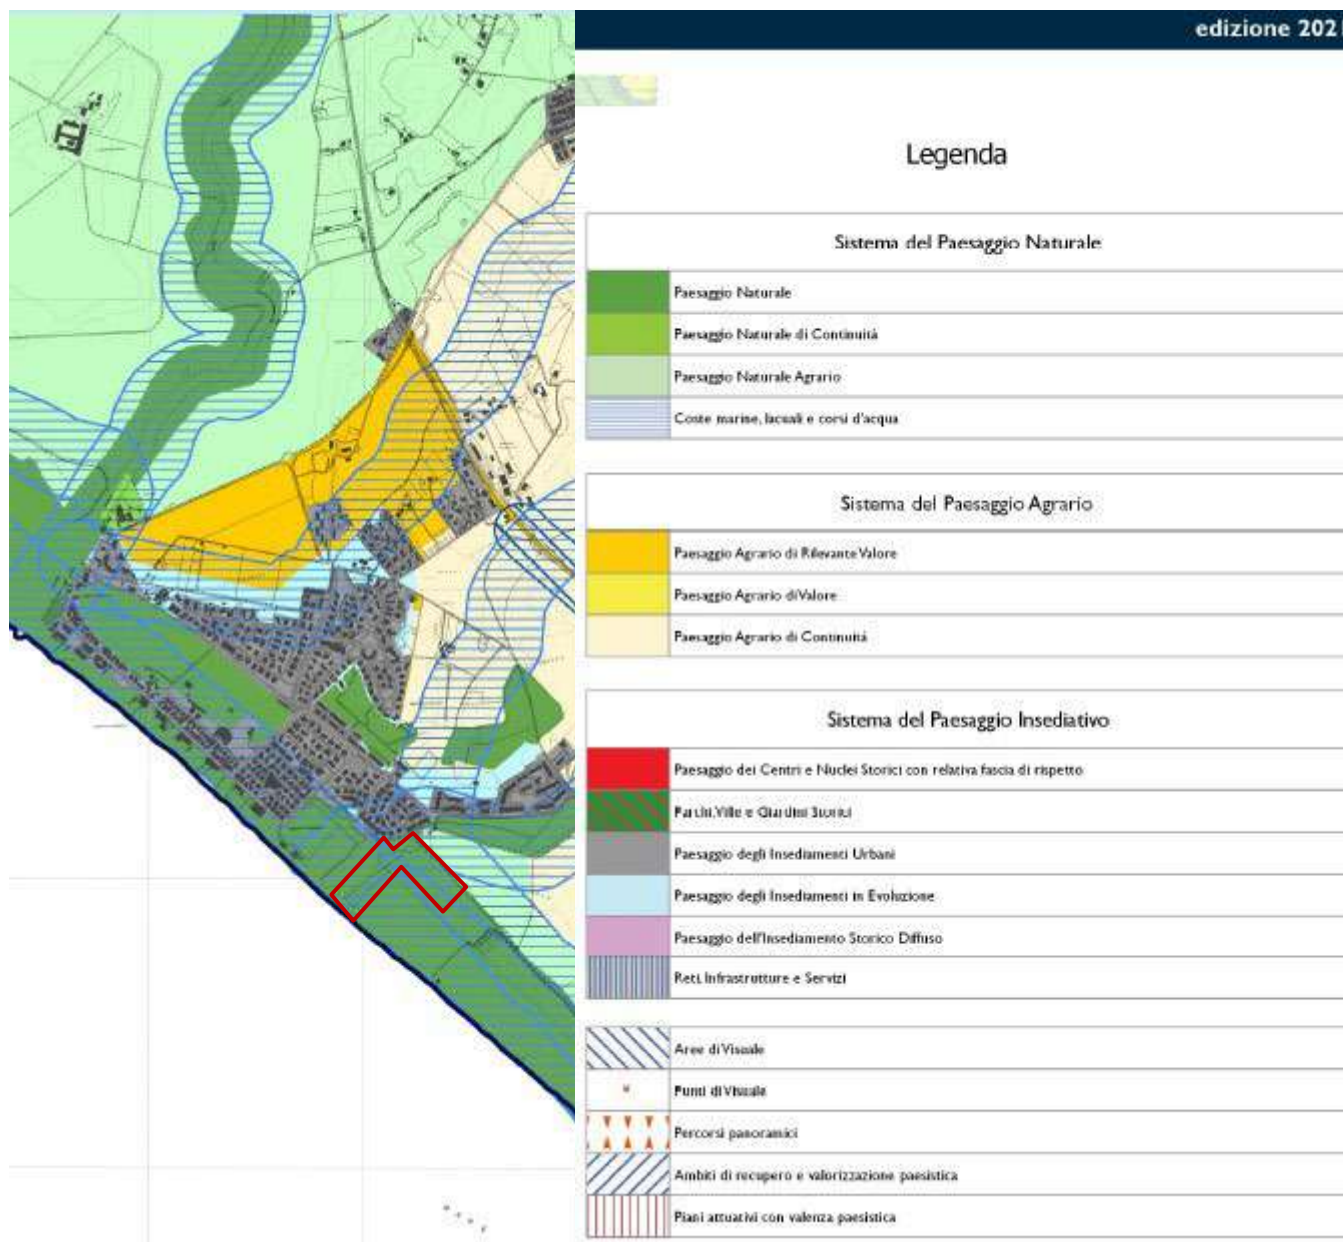 edizione 202
Legenda
Sistema del Paesaggio Naturale
Paesaggio Naturale
Paesaggio Naturale di Continuità
Paesaggio Naturale Agrario
Coste marine, lacuali e corsi d'acqua
Sistema del Paesaggio Agrario
Paesaggio Agrario di Rilevante Valore
Paesaggio Agrario di Valore
Paesaggio Agrario di Continuità
Sistema del Paesaggio Insediativo
Paesaggio dei Centri e Nuclei Storici con relativa fascia di rispetto
Parchi, Ville e Giardini Storici
Paesaggio degli Insediamenti Urbani
Paesaggio degli Insediamenti in Evoluzione
Paesaggio dell'Insediamento Storico Diffuso
Reti, Infrastrutture e Servizi
Aree di Visuale
Punti di Visuale
Percorsi panoramici
Ambiti di recupero e valorizzazione paesistica
Piani attuativi con valenza paesistica